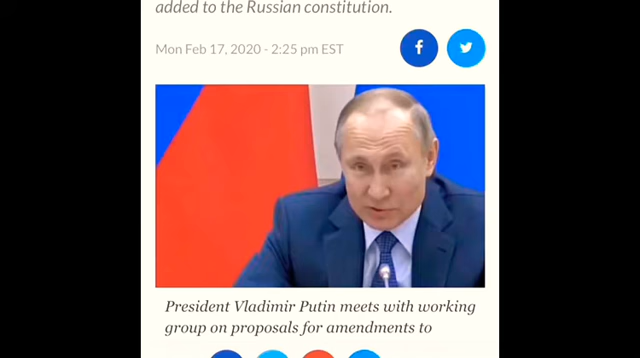 added to the Russian constitution.
Mon Feb 17, 2020 - 2:25 pm EST
President Vladimir Putin meets with working
group on proposals for amendments to